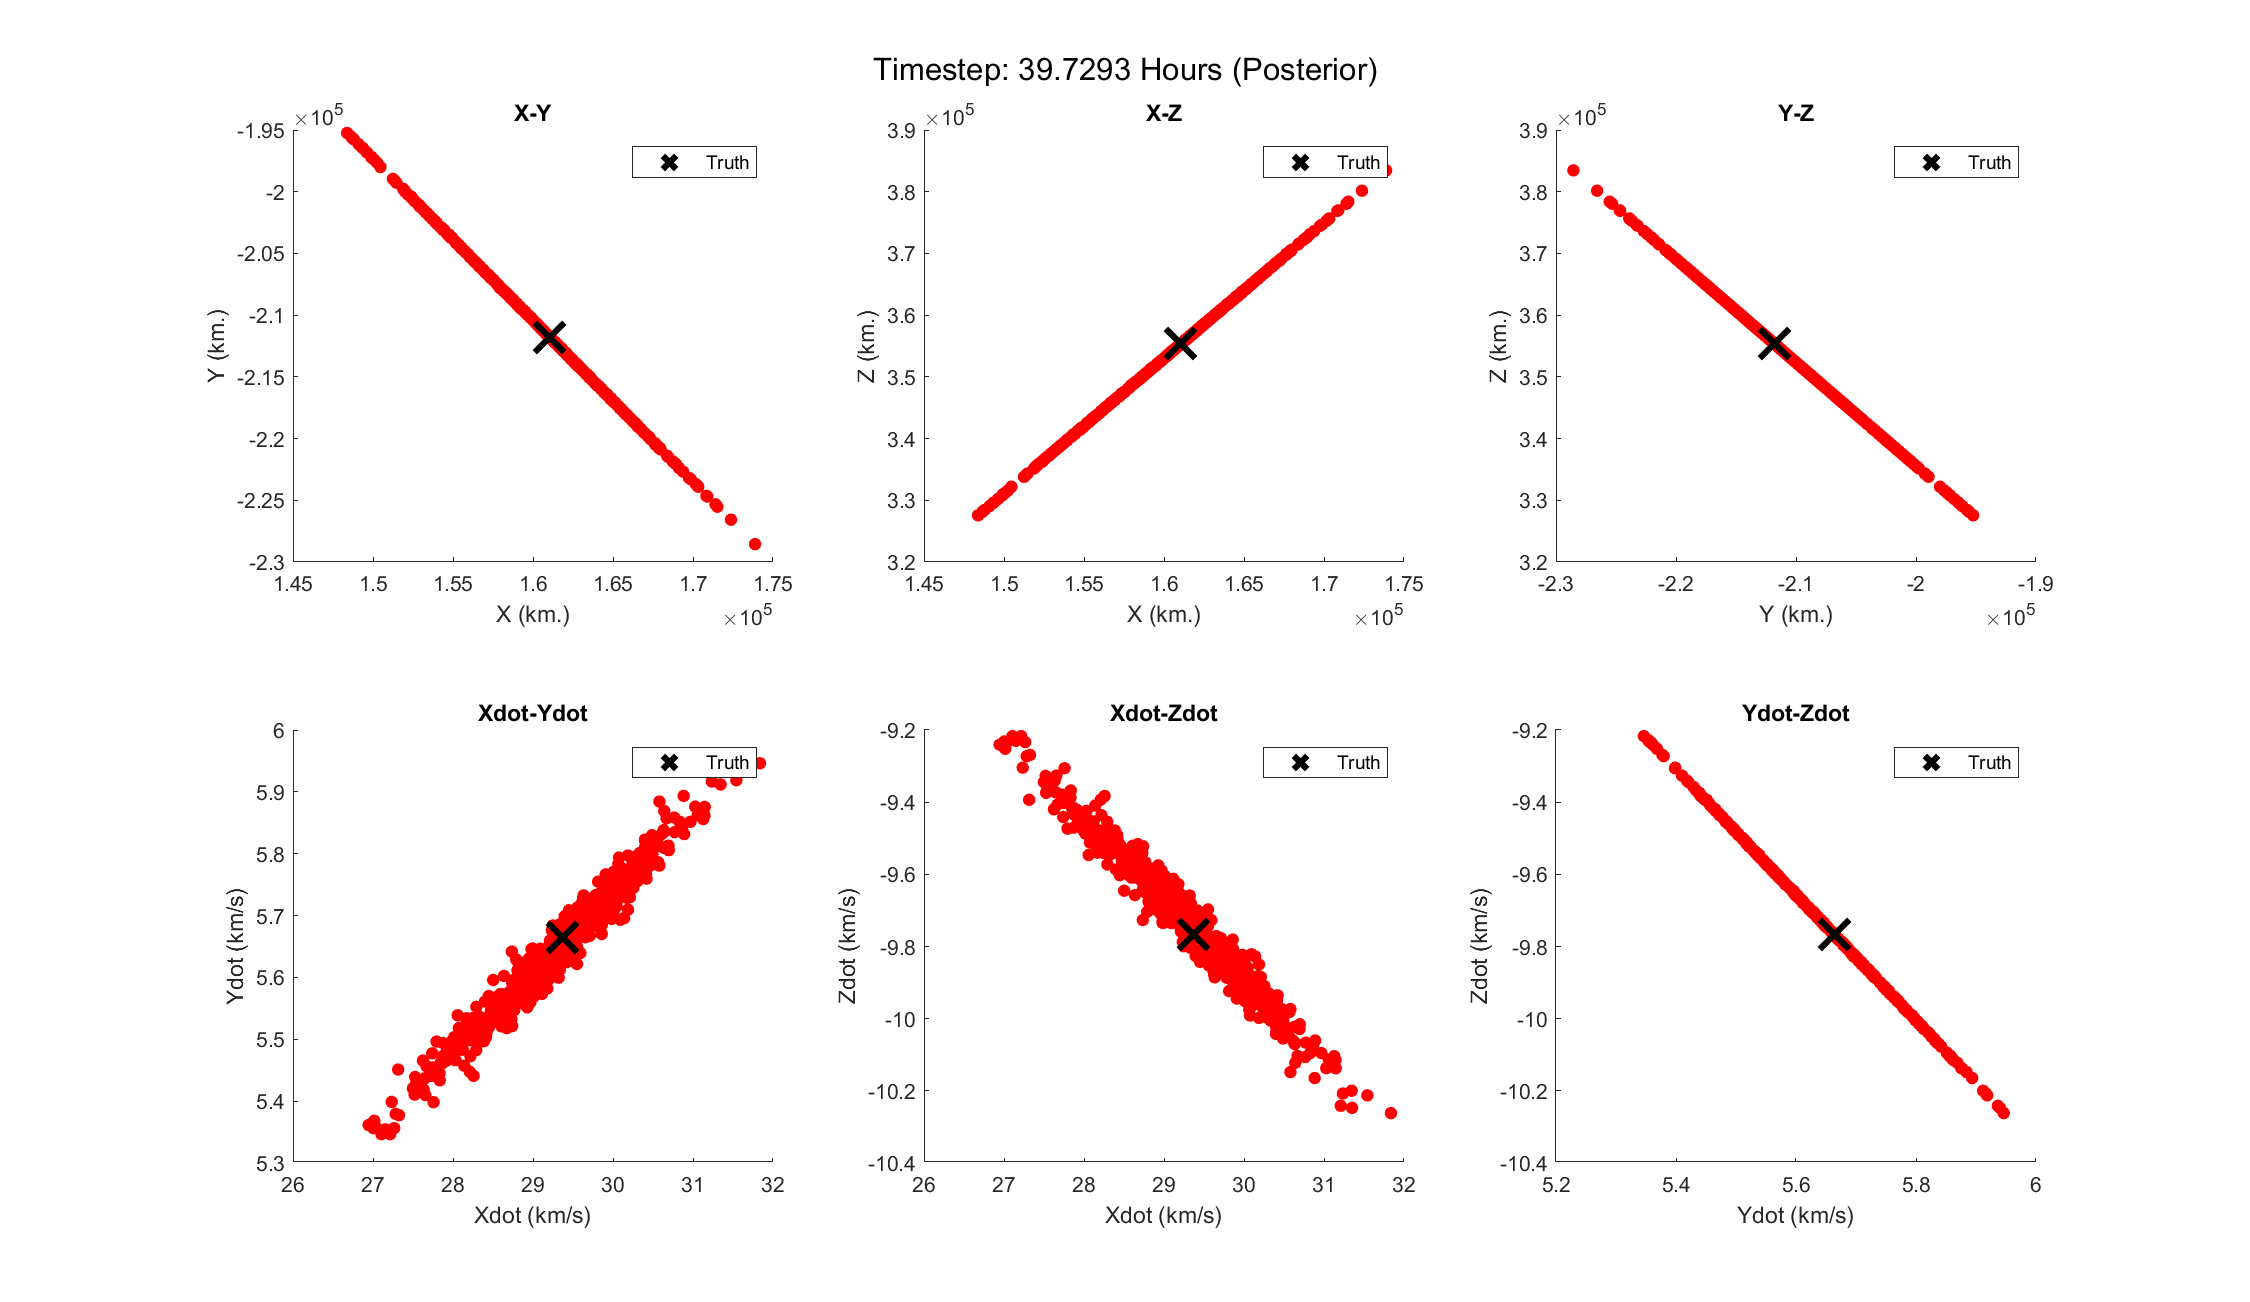 Timestep: 39.7293 Hours (Posterior)
X-Y
×10^5
-1.95
-2
-2.05
-2.1
-2.15
-2.2
-2.25
-2.3
Y (km.)
Truth
1.45 1.5 1.55 1.6 1.65 1.7 1.75
X (km.)
×10^5
X-Z
×10^5
3.9
3.8
3.7
3.6
3.5
3.4
3.3
3.2
Z (km.)
Truth
1.45 1.5 1.55 1.6 1.65 1.7 1.75
X (km.)
×10^5
Y-Z
×10^5
3.9
3.8
3.7
3.6
3.5
3.4
3.3
3.2
Z (km.)
Truth
-2.3 -2.2 -2.1 -2 -1.9
Y (km.)
×10^5
Xdot-Ydot
6
5.9
5.8
5.7
5.6
5.5
5.4
5.3
Ydot (km/s)
Truth
26 27 28 29 30 31 32
Xdot (km/s)
Xdot-Zdot
-9.2
-9.4
-9.6
-9.8
-10
-10.2
-10.4
Zdot (km/s)
Truth
26 27 28 29 30 31 32
Xdot (km/s)
Ydot-Zdot
-9.2
-9.4
-9.6
-9.8
-10
-10.2
-10.4
Zdot (km/s)
Truth
5.2 5.4 5.6 5.8 6
Ydot (km/s)